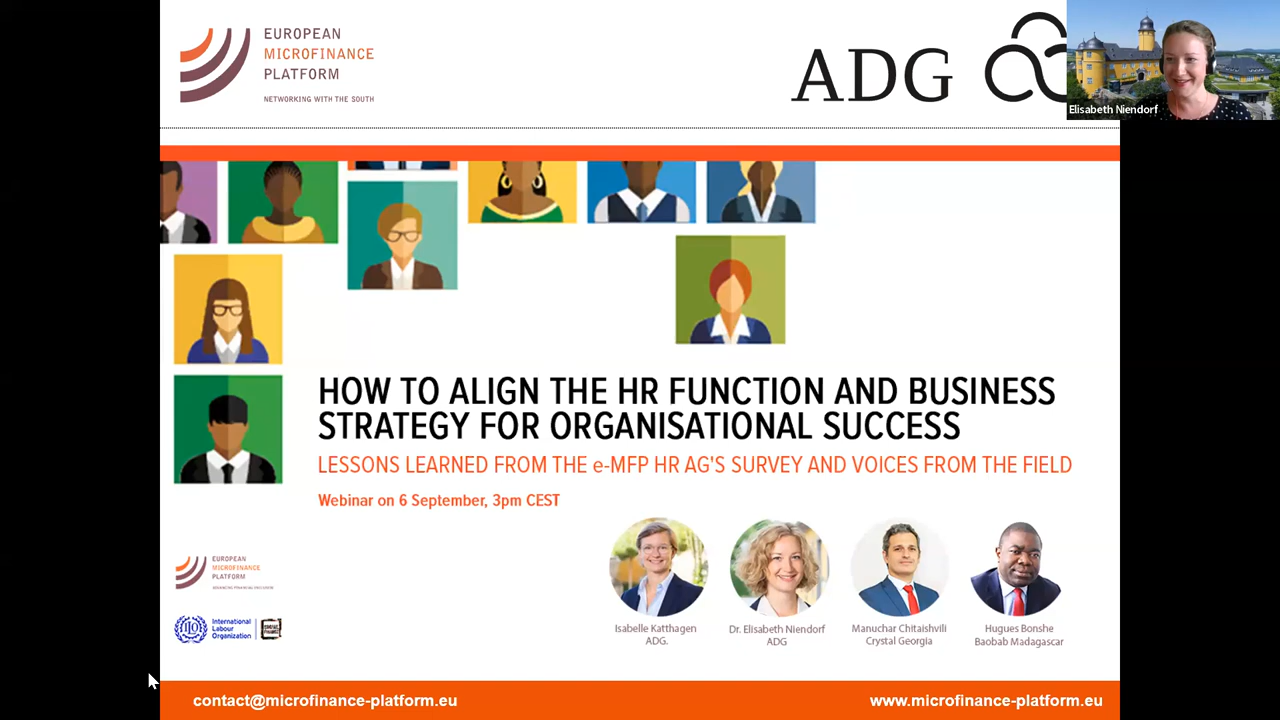 EUROPEAN
MICROFINANCE
PLATFORM
NETWORKING WITH THE SOUTH
ADG
Elisabeth Niendorf
HOW TO ALIGN THE HR FUNCTION AND BUSINESS
STRATEGY FOR ORGANISATIONAL SUCCESS
LESSONS LEARNED FROM THE e-MFP HR AG'S SURVEY AND VOICES FROM THE FIELD
Webinar on 6 September, 3pm CEST
EUROPEAN
MICROFINANCE
PLATFORM
ADVANCING FINANCIAL INCLUSION
International
Labour
Organization
Isabelle Katthagen
ADG.
Dr. Elisabeth Niendorf
ADG
Manuchar Chitaishvili
Crystal Georgia
Hugues Bonshe
Baobab Madagascar
contact@microfinance-platform.eu
www.microfinance-platform.eu